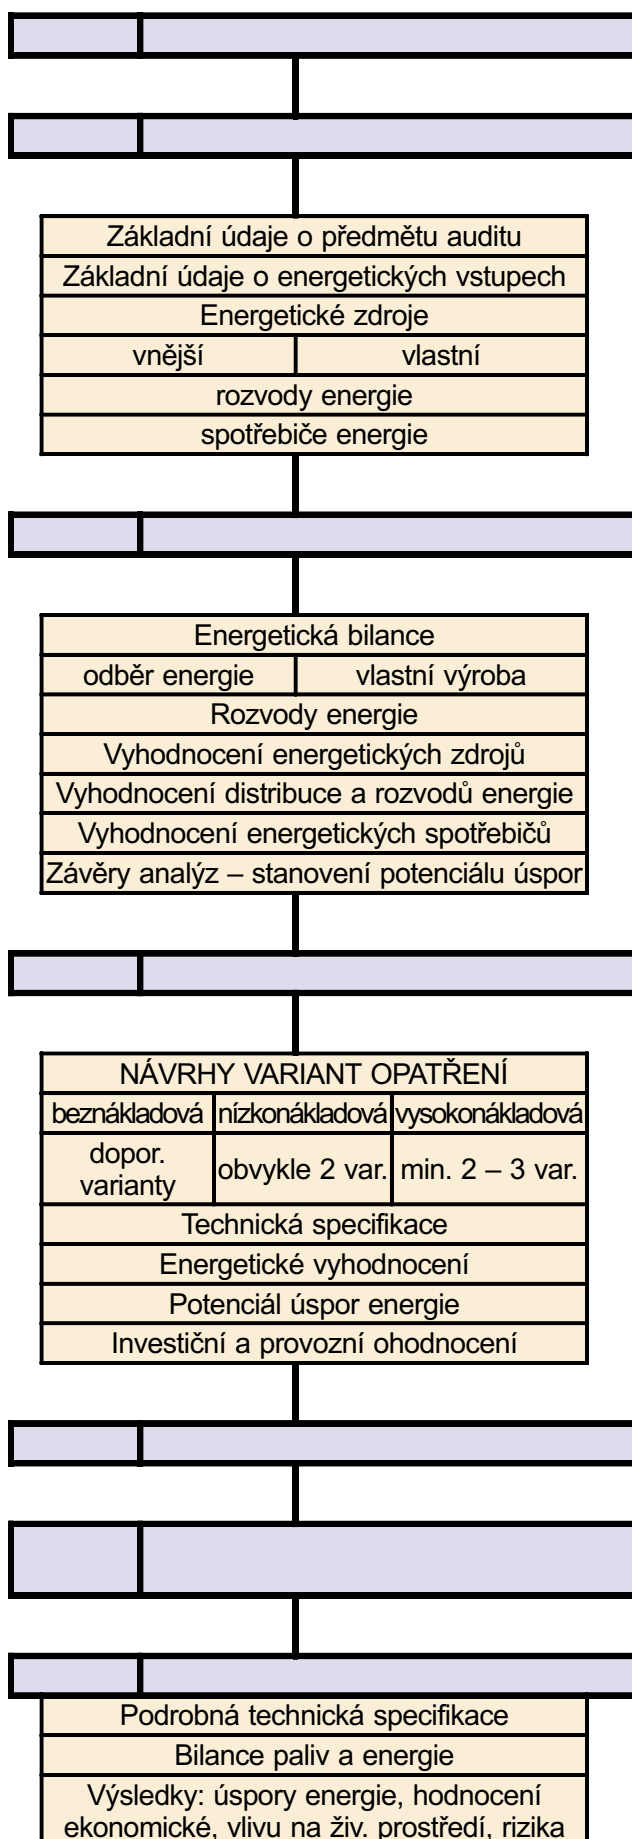 Základní údaje o předmětu auditu
Základní údaje o energetických vstupech
Energetické zdroje
vnější
vlastní
rozvody energie
spotřebiče energie
Energetická bilance
odběr energie
vlastní výroba
Rozvody energie
Vyhodnocení energetických zdrojů
Vyhodnocení distribuce a rozvodů energie
Vyhodnocení energetických spotřebičů
Závěry analýz – stanovení potenciálu úspor
NÁVRHY VARIANT OPATŘENÍ
beznákladová
nízkonákladová
vysokonákladová
dopor.
varianty
obvykle 2 var.
min. 2 – 3 var.
Technická specifikace
Energetické vyhodnocení
Potenciál úspor energie
Investiční a provozní ohodnocení
Podrobná technická specifikace
Bilance paliv a energie
Výsledky: úspory energie, hodnocení
ekonomické, vlivu na živ. prostředí, rizika